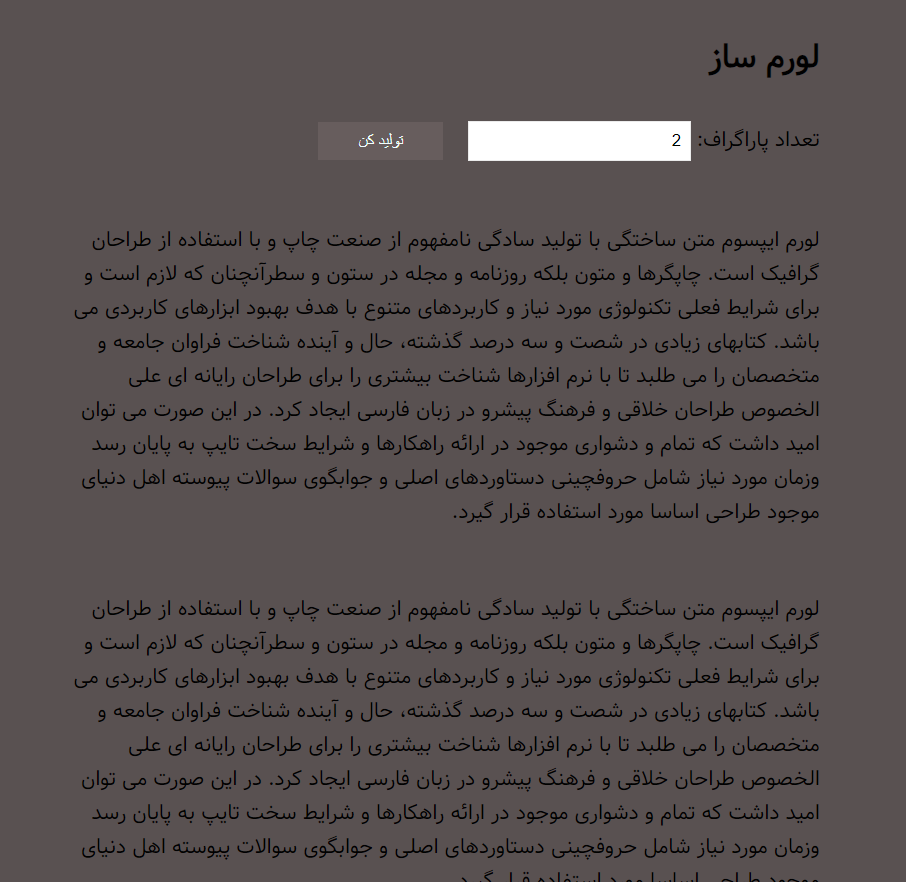 لورم ساز
تعداد پاراگراف: 2 تولید کن
لورم ایپسوم متن ساختگی با تولید سادگی نامفهوم از صنعت چاپ و با استفاده از طراحان
گرافیک است. چاپگرها و متون بلکه روزنامه و مجله در ستون و سطرآنچنان که لازم است و
برای شرایط فعلی تکنولوژی مورد نیاز و کاربردهای متنوع با هدف بهبود ابزارهای کاربردی می
باشد. کتابهای زیادی در شصت و سه درصد گذشته، حال و آینده شناخت فراوان جامعه و
متخصصان را می طلبد تا با نرم افزارها شناخت بیشتری را برای طراحان رایانه ای علی
الخصوص طراحان خلاقی و فرهنگ پیشرو در زبان فارسی ایجاد کرد. در این صورت می توان
امید داشت که تمام و دشواری موجود در ارائه راهکارها و شرایط سخت تایپ به پایان رسد
وزمان مورد نیاز شامل حروفچینی دستاوردهای اصلی و جوابگوی سوالات پیوسته اهل دنیای
موجود طراحی اساسا مورد استفاده قرار گیرد.
لورم ایپسوم متن ساختگی با تولید سادگی نامفهوم از صنعت چاپ و با استفاده از طراحان
گرافیک است. چاپگرها و متون بلکه روزنامه و مجله در ستون و سطرآنچنان که لازم است و
برای شرایط فعلی تکنولوژی مورد نیاز و کاربردهای متنوع با هدف بهبود ابزارهای کاربردی می
باشد. کتابهای زیادی در شصت و سه درصد گذشته، حال و آینده شناخت فراوان جامعه و
متخصصان را می طلبد تا با نرم افزارها شناخت بیشتری را برای طراحان رایانه ای علی
الخصوص طراحان خلاقی و فرهنگ پیشرو در زبان فارسی ایجاد کرد. در این صورت می توان
امید داشت که تمام و دشواری موجود در ارائه راهکارها و شرایط سخت تایپ به پایان رسد
وزمان مورد نیاز شامل حروفچینی دستاوردهای اصلی و جوابگوی سوالات پیوسته اهل دنیای
موجود طراحی اساسا مورد استفاده قرار گیرد.